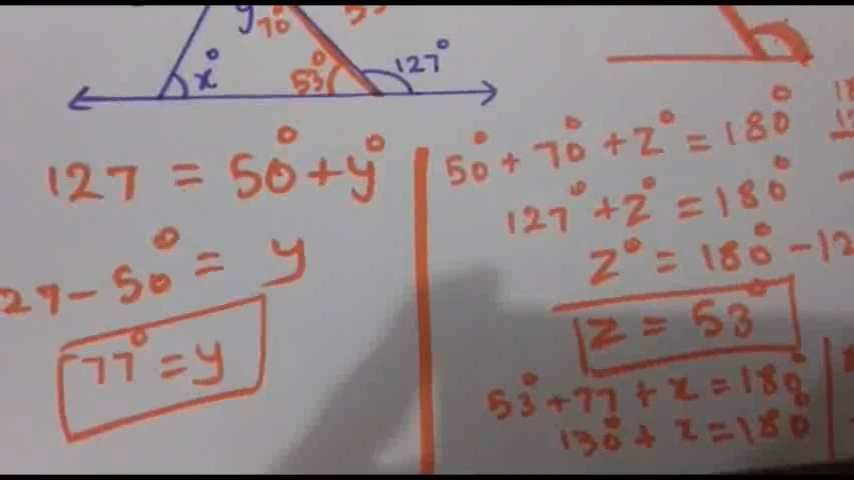 y 70°
x° 53° 127°
127 = 50° + y°
27 - 50° = y
77° = y
50° + 70° + z° = 180°
127° + z° = 180°
z° = 180° - 12
z = 53°
53° + 77 + x = 180°
130° + x = 180°